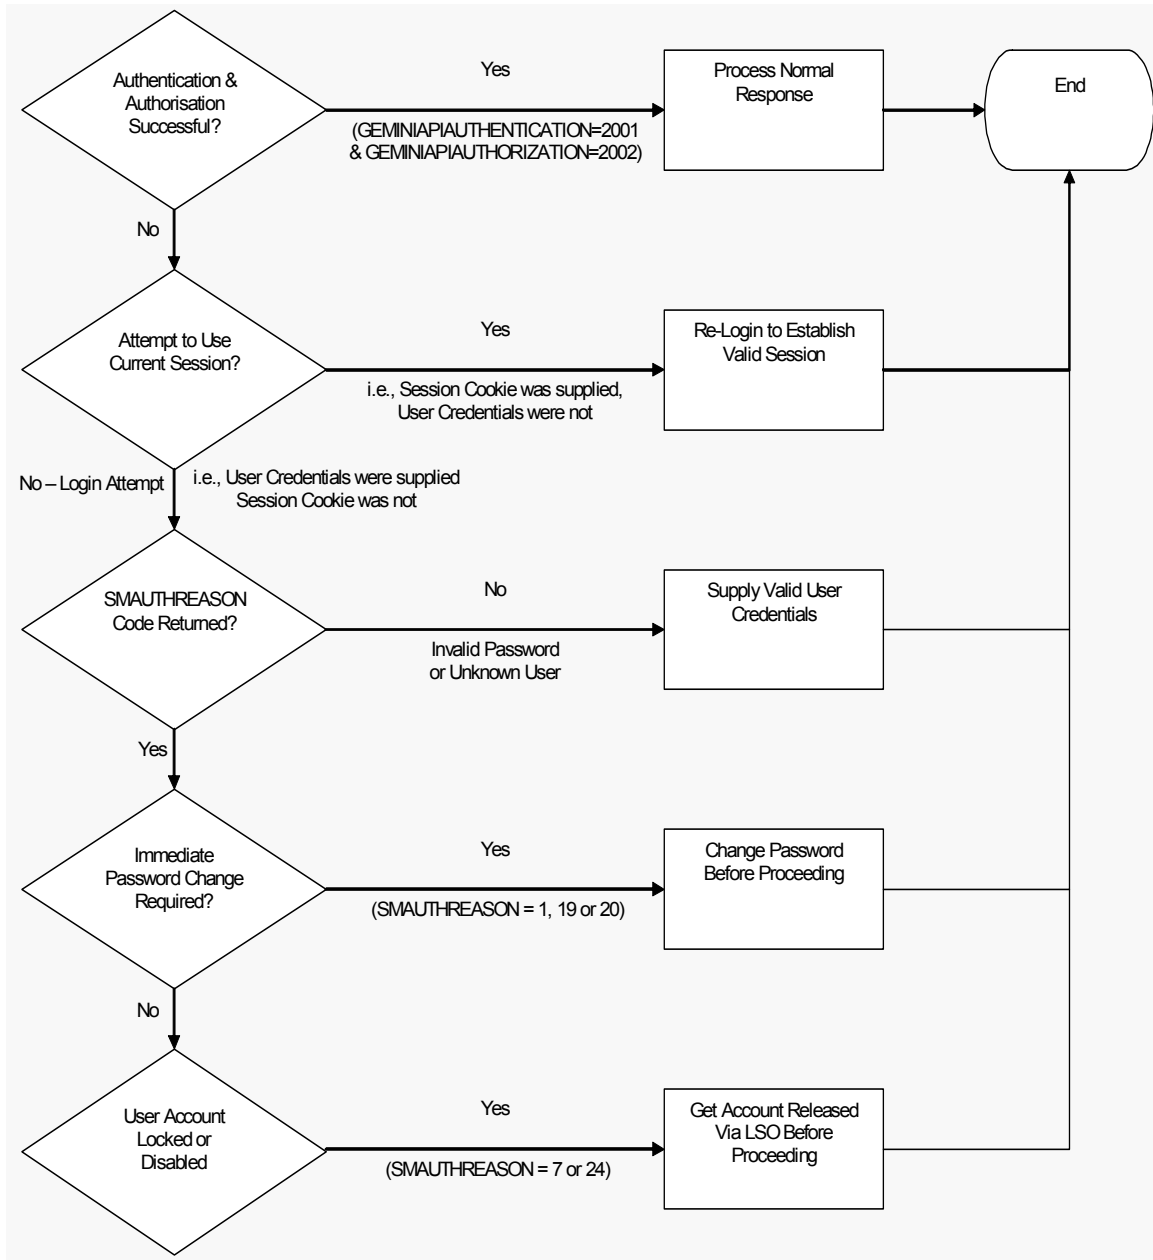 Authentication &
Authorisation
Successful?
Yes
(GEMINIAPIAUTHENTICATION=2001
& GEMINIAPIAUTHORIZATION=2002)
Process Normal
Response
End
No
Attempt to Use
Current Session?
Yes
i.e., Session Cookie was supplied,
User Credentials were not
Re-Login to Establish
Valid Session
No – Login Attempt
i.e., User Credentials were supplied
Session Cookie was not
SMAUTHREASON
Code Returned?
No
Invalid Password
or Unknown User
Supply Valid User
Credentials
Yes
Immediate
Password Change
Required?
Yes
(SMAUTHREASON = 1, 19 or 20)
Change Password
Before Proceeding
No
User Account
Locked or
Disabled
Yes
(SMAUTHREASON = 7 or 24)
Get Account Released
Via LSO Before
Proceeding